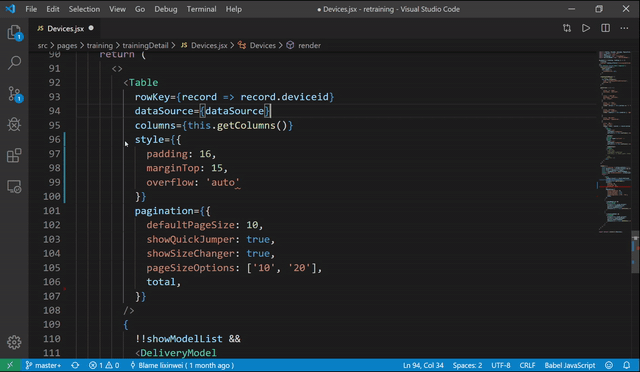 File Edit Selection View Go Run Terminal Help
● Devices.jsx - retraining - Visual Studio Code
Devices.jsx ●
src > pages > training > trainingDetail > Devices.jsx > Devices > render
90 return (
91 <>
92 <Table
93 rowKey={record => record.deviceid}
94 dataSource={dataSource}
95 columns={this.getColumns()}
96 style={{
97 padding: 16,
98 marginTop: 15,
99 overflow: 'auto'
100 }}
101 pagination={{
102 defaultPageSize: 10,
103 showQuickJumper: true,
104 showSizeChanger: true,
105 pageSizeOptions: ['10', '20'],
106 total,
107 }}
108 />
109 {
110 !!showModelList &&
111 <DeliveryModel
1
1
master+ 1 0 Blame lixinwei ( 1 month ago ) Ln 94, Col 34 Spaces: 2 UTF-8 CRLF Babel JavaScript